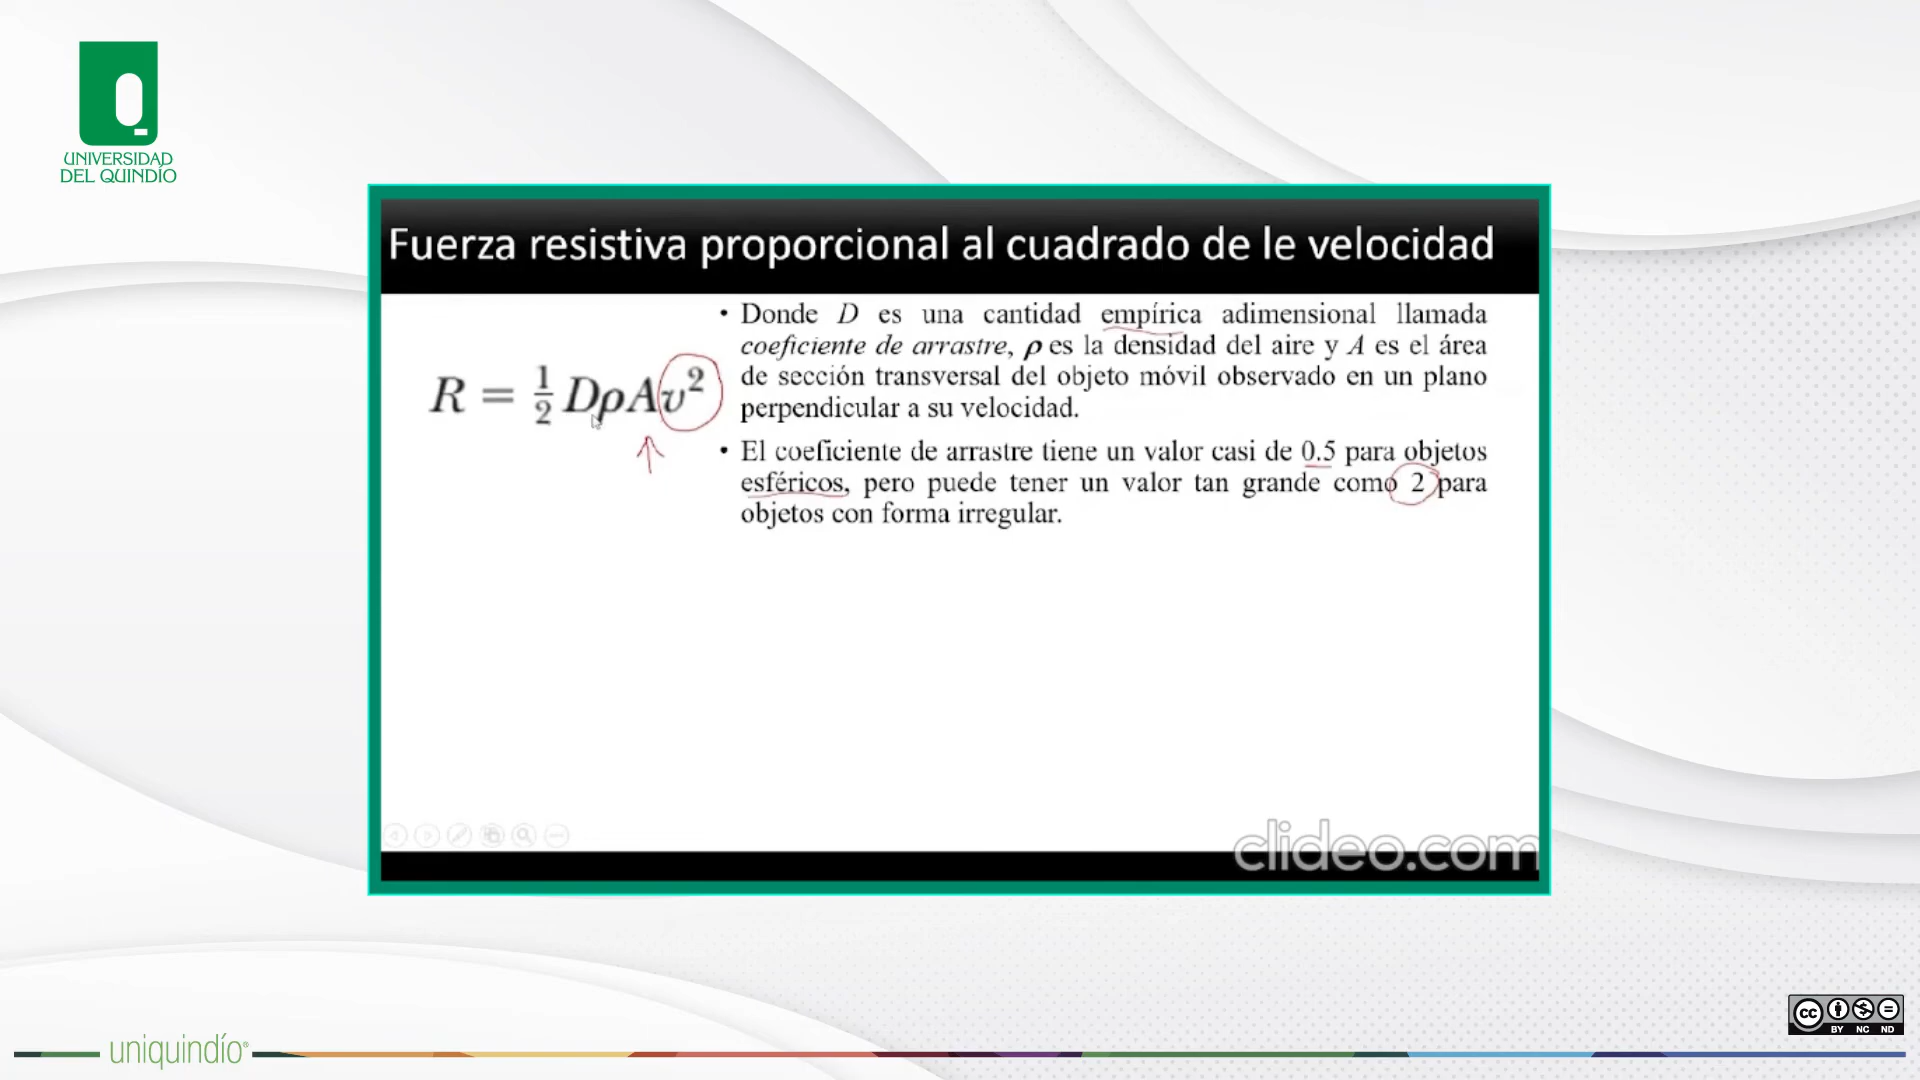 UNIVERSIDAD
DEL QUINDÍO
Fuerza resistiva proporcional al cuadrado de le velocidad
R = 1/2 DρAv²
• Donde D es una cantidad empírica adimensional llamada
coeficiente de arrastre, ρ es la densidad del aire y A es el área
de sección transversal del objeto móvil observado en un plano
perpendicular a su velocidad.
• El coeficiente de arrastre tiene un valor casi de 0.5 para objetos
esféricos, pero puede tener un valor tan grande como 2 para
objetos con forma irregular.
clideo.com
uniquindío®
cc
BY NC ND